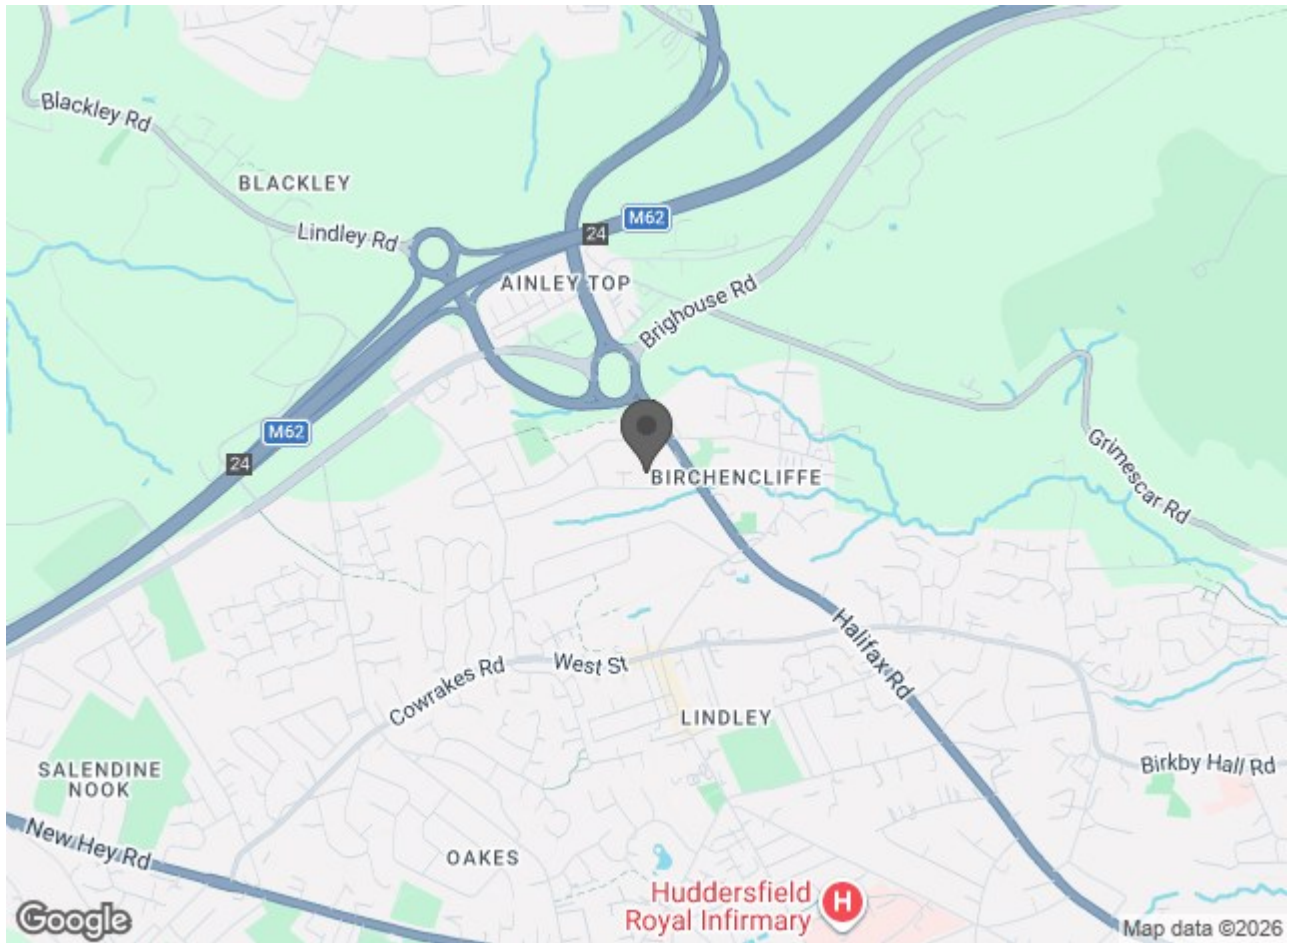 Blackley Rd
BLACKLEY
Lindley Rd
M62
24
AINLEY TOP
Brighouse Rd
M62
24
BIRCHENCLIFFE
Grimescar Rd
Halifax Rd
West St
Cowrakes Rd
LINDLEY
SALENDINE
NOOK
Birkby Hall Rd
New Hey Rd
OAKES
Huddersfield
Royal Infirmary
H
Google
Map data ©2026